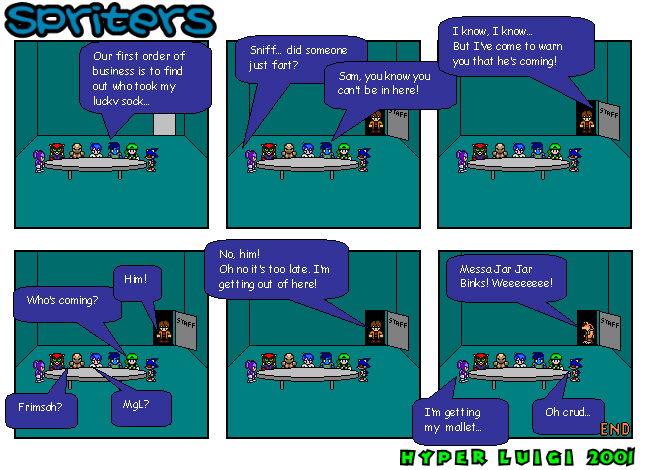 Spriters
Our first order of
business is to find
out who took my
lucky sock...
Sniff... did someone
just fart?
Sam, you know you
can't be in here!
STAFF
I know, I know...
But I've come to warn
you that he's coming!
STAFF
Who's coming?
Him!
STAFF
Frimsah?
MgL?
No, him!
Oh no it's too late. I'm
getting out of here!
STAFF
Messa Jar Jar
Binks! Weeeeeeee!
STAFF
I'm getting
my mallet...
Oh crud...
END
HYPER LUIGI 2001